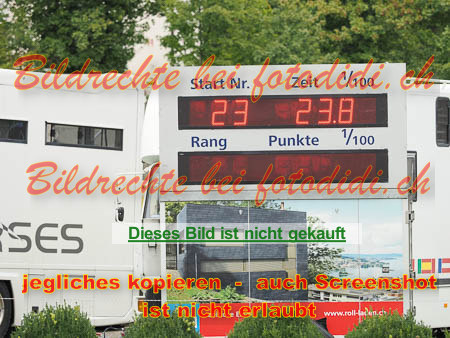 Bildrechte bei fotodidi.ch
Start Nr. Zeit 1/100
23 23.8
Rang Punkte 1/100
Bildrechte bei fotodidi.ch
RSES
Dieses Bild ist nicht gekauft
jegliches kopieren - auch Screenshot
ist nicht erlaubt
www.roll-laden.ch